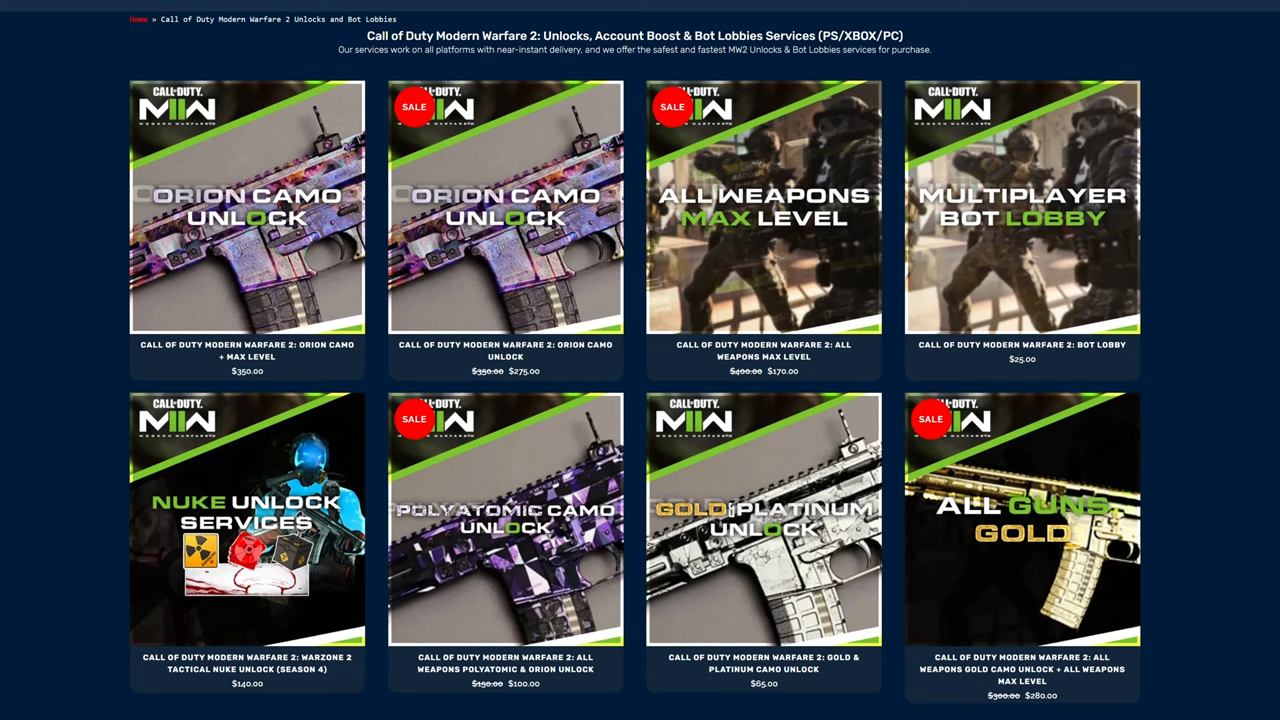 Home » Call of Duty Modern Warfare 2 Unlocks and Bot Lobbies
Call of Duty Modern Warfare 2: Unlocks, Account Boost & Bot Lobbies Services (PS/XBOX/PC)
Our services work on all platforms with near-instant delivery, and we offer the safest and fastest MW2 Unlocks & Bot Lobbies services for purchase.
CALL OF DUTY.
MWII
ORION CAMO
UNLOCK
CALL OF DUTY MODERN WARFARE 2: ORION CAMO
+ MAX LEVEL
$350.00
SALE
ORION CAMO
UNLOCK
CALL OF DUTY MODERN WARFARE 2: ORION CAMO
UNLOCK
$350.00 $275.00
SALE
ALL WEAPONS
MAX LEVEL
CALL OF DUTY MODERN WARFARE 2: ALL
WEAPONS MAX LEVEL
$400.00 $170.00
CALL OF DUTY.
MWII
MULTIPLAYER
BOT LOBBY
CALL OF DUTY MODERN WARFARE 2: BOT LOBBY
$25.00
CALL OF DUTY.
MWII
NUKE UNLOCK
SERVICES
CALL OF DUTY MODERN WARFARE 2: WARZONE 2
TACTICAL NUKE UNLOCK (SEASON 4)
$140.00
SALE
POLYATOMIC CAMO
UNLOCK
CALL OF DUTY MODERN WARFARE 2: ALL
WEAPONS POLYATOMIC & ORION UNLOCK
$150.00 $100.00
CALL OF DUTY.
MWII
GOLD PLATINUM
UNLOCK
CALL OF DUTY MODERN WARFARE 2: GOLD &
PLATINUM CAMO UNLOCK
$65.00
SALE
ALL GUNS
GOLD
CALL OF DUTY MODERN WARFARE 2: ALL
WEAPONS GOLD CAMO UNLOCK + ALL WEAPONS
MAX LEVEL
$300.00 $280.00